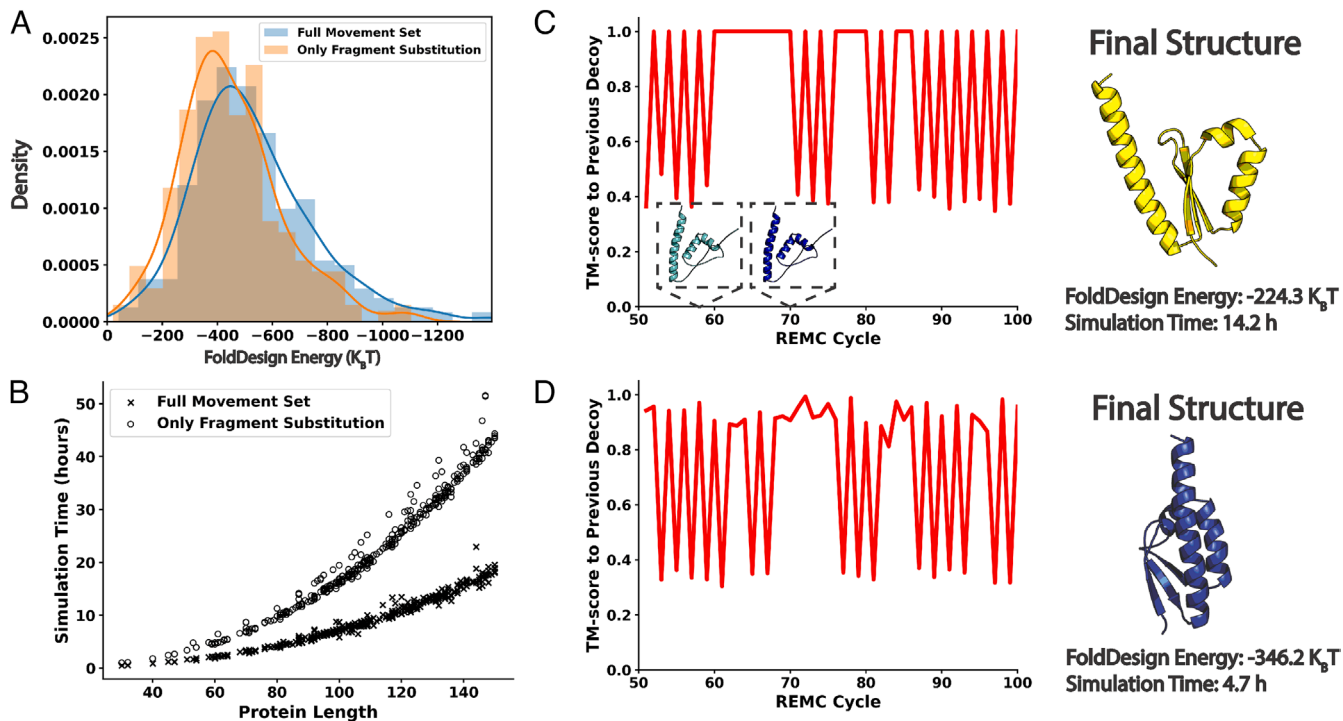 A
Full Movement Set
Only Fragment Substitution
Density
0.0025
0.0020
0.0015
0.0010
0.0005
0.0000
0 −200 −400 −600 −800 −1000 −1200
FoldDesign Energy (KBT)
B
Full Movement Set
Only Fragment Substitution
Simulation Time (hours)
50
40
30
20
10
0
40 60 80 100 120 140
Protein Length
C
TM-score to Previous Decoy
1.0
0.8
0.6
0.4
0.2
0.0
50 60 70 80 90 100
REMC Cycle
Final Structure
FoldDesign Energy: -224.3 KBT
Simulation Time: 14.2 h
D
TM-score to Previous Decoy
1.0
0.8
0.6
0.4
0.2
0.0
50 60 70 80 90 100
REMC Cycle
Final Structure
FoldDesign Energy: -346.2 KBT
Simulation Time: 4.7 h